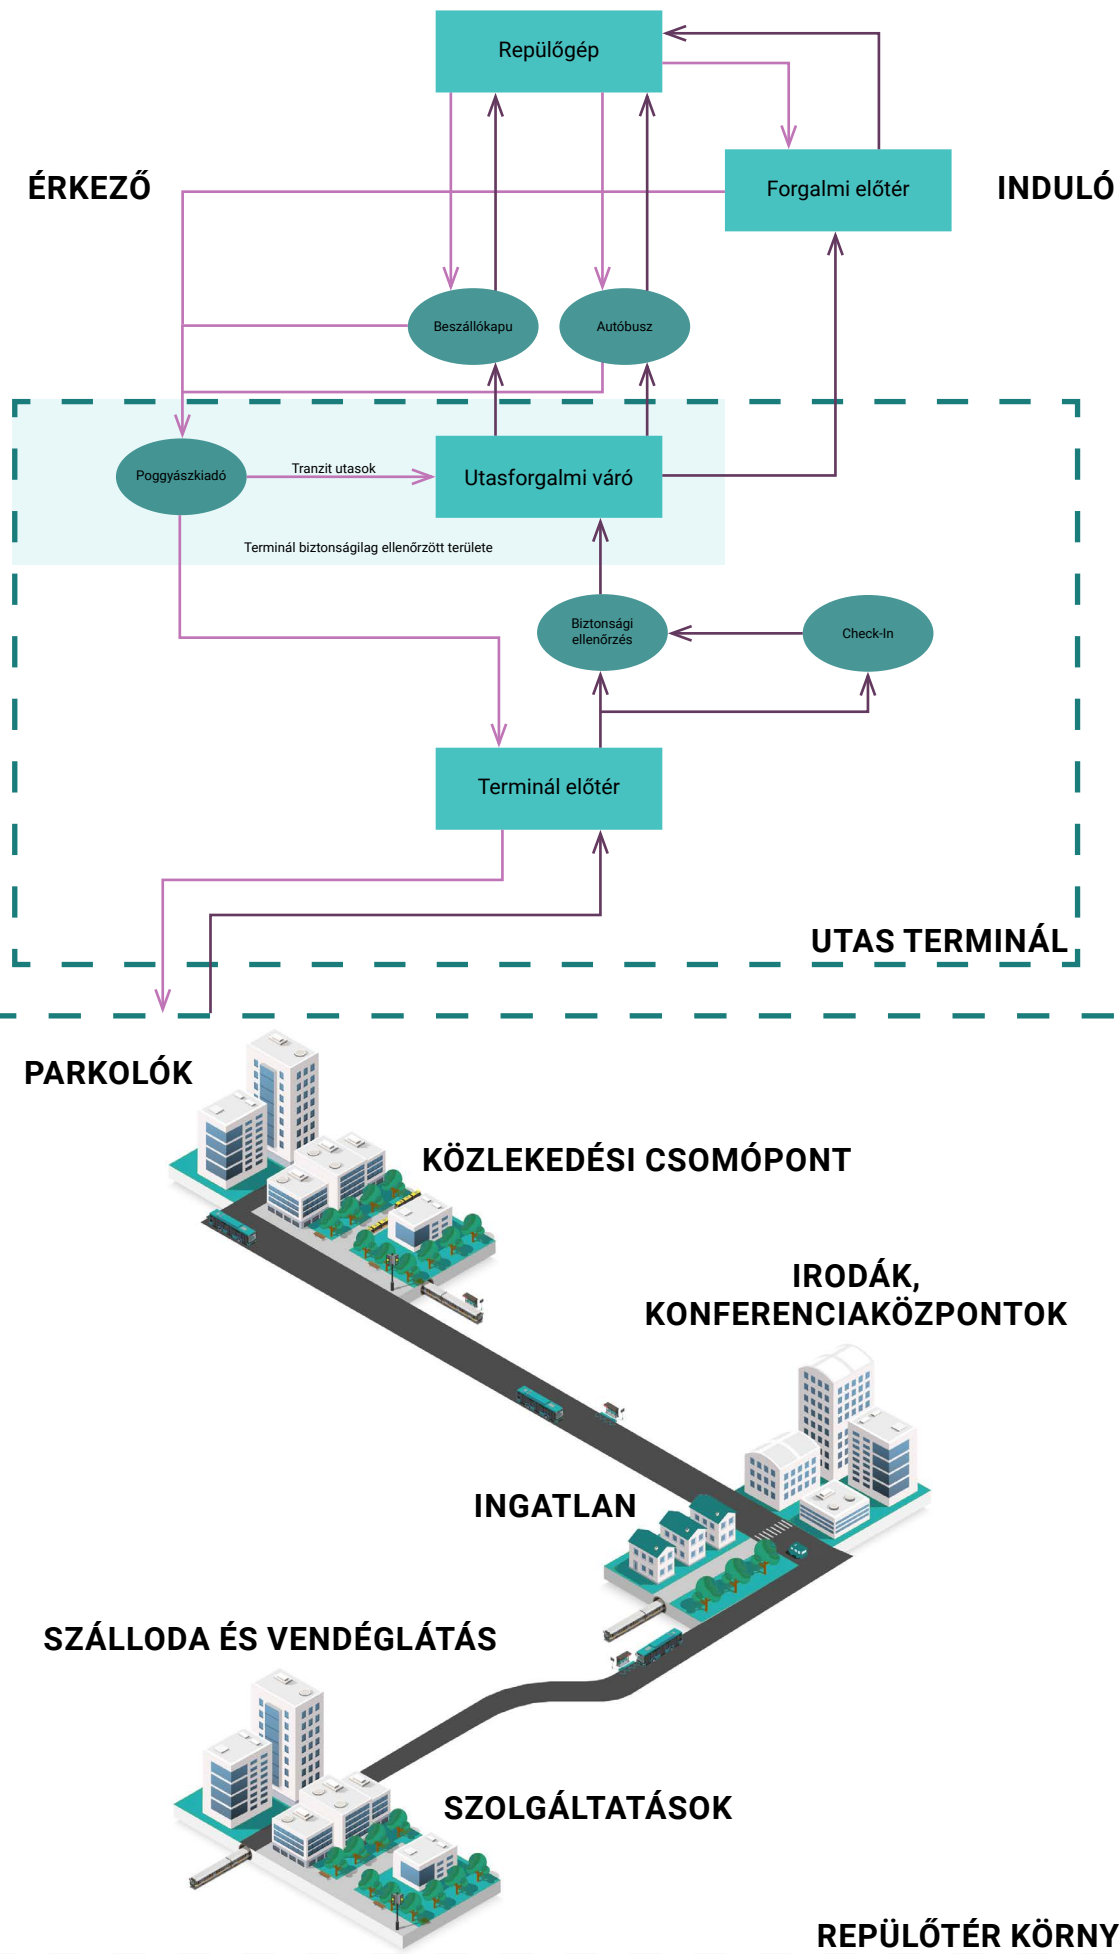 Repülőgép
ÉRKEZŐ
Forgalmi előtér
INDULÓ
Beszállókapu
Autóbusz
Poggyászkiadó
Tranzit utasok
Utasforgalmi váró
Terminál biztonságilag ellenőrzött területe
Biztonsági
ellenőrzés
Check-In
Terminál előtér
UTAS TERMINÁL
PARKOLÓK
KÖZLEKEDÉSI CSOMÓPONT
IRODÁK,
KONFERENCIAKÖZPONTOK
INGATLAN
SZÁLLODA ÉS VENDÉGLÁTÁS
SZOLGÁLTATÁSOK
REPÜLŐTÉR KÖRNY